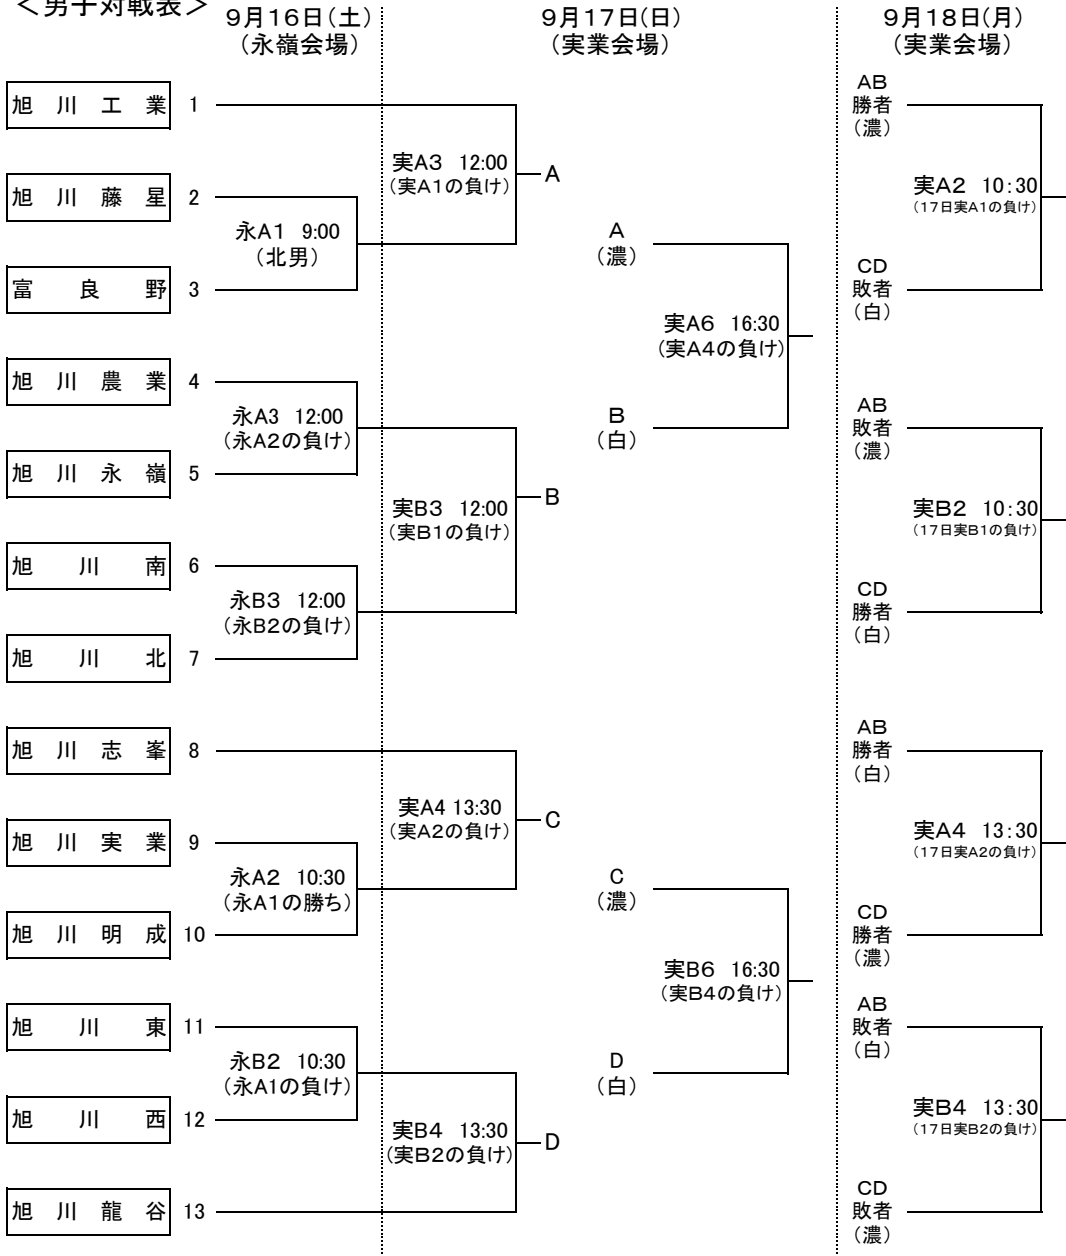 ＜男子対戦表＞
9月16日(土)
（永嶺会場）
9月17日(日)
（実業会場）
9月18日(月)
（実業会場）
旭川工業 1
旭川藤星 2
富良野 3
旭川農業 4
旭川永嶺 5
旭川南 6
旭川北 7
旭川志峯 8
旭川実業 9
旭川明成 10
旭川東 11
旭川西 12
旭川龍谷 13
永A1 9:00
（北男）
永A3 12:00
（永A2の負け）
永B3 12:00
（永B2の負け）
永A2 10:30
（永A1の勝ち）
永B2 10:30
（永A1の負け）
実A3 12:00
（実A1の負け）
A
実B3 12:00
（実B1の負け）
B
実A4 13:30
（実A2の負け）
C
実B4 13:30
（実B2の負け）
D
A
（濃）
実A6 16:30
（実A4の負け）
B
（白）
C
（濃）
実B6 16:30
（実B4の負け）
D
（白）
AB
勝者
（濃）
実A2 10:30
（17日実A1の負け）
CD
敗者
（白）
AB
敗者
（濃）
実B2 10:30
（17日実B1の負け）
CD
勝者
（白）
AB
勝者
（白）
実A4 13:30
（17日実A2の負け）
CD
勝者
（濃）
AB
敗者
（白）
実B4 13:30
（17日実B2の負け）
CD
敗者
（濃）